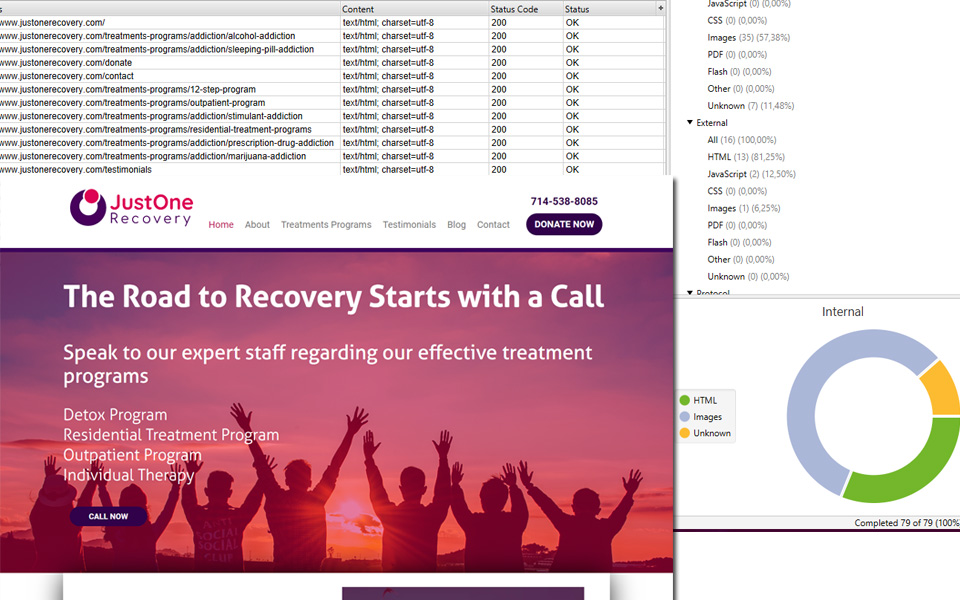 s Content Status Code Status +
www.justonerecovery.com/ text/html; charset=utf-8 200 OK
www.justonerecovery.com/treatments-programs/addiction/alcohol-addiction text/html; charset=utf-8 200 OK
www.justonerecovery.com/treatments-programs/addiction/sleeping-pill-addiction text/html; charset=utf-8 200 OK
www.justonerecovery.com/donate text/html; charset=utf-8 200 OK
www.justonerecovery.com/contact text/html; charset=utf-8 200 OK
www.justonerecovery.com/treatments-programs/12-step-program text/html; charset=utf-8 200 OK
www.justonerecovery.com/treatments-programs/outpatient-program text/html; charset=utf-8 200 OK
www.justonerecovery.com/treatments-programs/addiction/stimulant-addiction text/html; charset=utf-8 200 OK
www.justonerecovery.com/treatments-programs/residential-treatment-programs text/html; charset=utf-8 200 OK
www.justonerecovery.com/treatments-programs/addiction/prescription-drug-addiction text/html; charset=utf-8 200 OK
www.justonerecovery.com/treatments-programs/addiction/marijuana-addiction text/html; charset=utf-8 200 OK
www.justonerecovery.com/testimonials text/html; charset=utf-8 200 OK
JustOne
Recovery
714-538-8085
Home About Treatments Programs Testimonials Blog Contact DONATE NOW
The Road to Recovery Starts with a Call
Speak to our expert staff regarding our effective treatment
programs
Detox Program
Residential Treatment Program
Outpatient Program
Individual Therapy
CALL NOW
ANTI
SOCIAL
SOCIAL
CLUB
JavaScript (0) (0,00%)
CSS (0) (0,00%)
Images (35) (57,38%)
PDF (0) (0,00%)
Flash (0) (0,00%)
Other (0) (0,00%)
Unknown (7) (11,48%)
External
All (16) (100,00%)
HTML (13) (81,25%)
JavaScript (2) (12,50%)
CSS (0) (0,00%)
Images (1) (6,25%)
PDF (0) (0,00%)
Flash (0) (0,00%)
Other (0) (0,00%)
Unknown (0) (0,00%)
Protocol
Internal
HTML
Images
Unknown
Completed 79 of 79 (100%